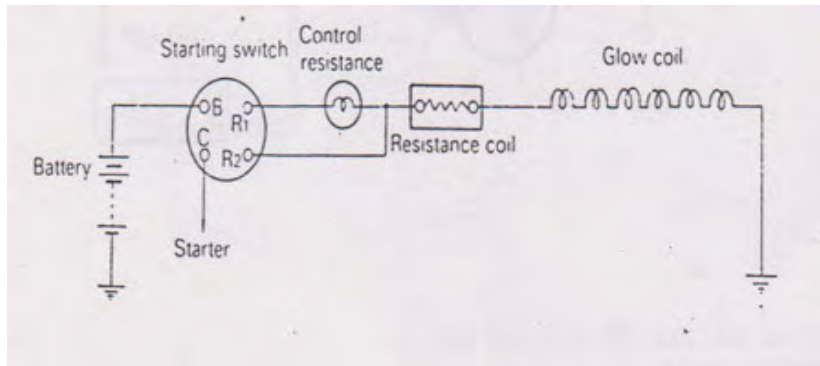 Starting switch
Control
resistance
Glow coil
B
R1
C
R2
Resistance coil
Battery
Starter